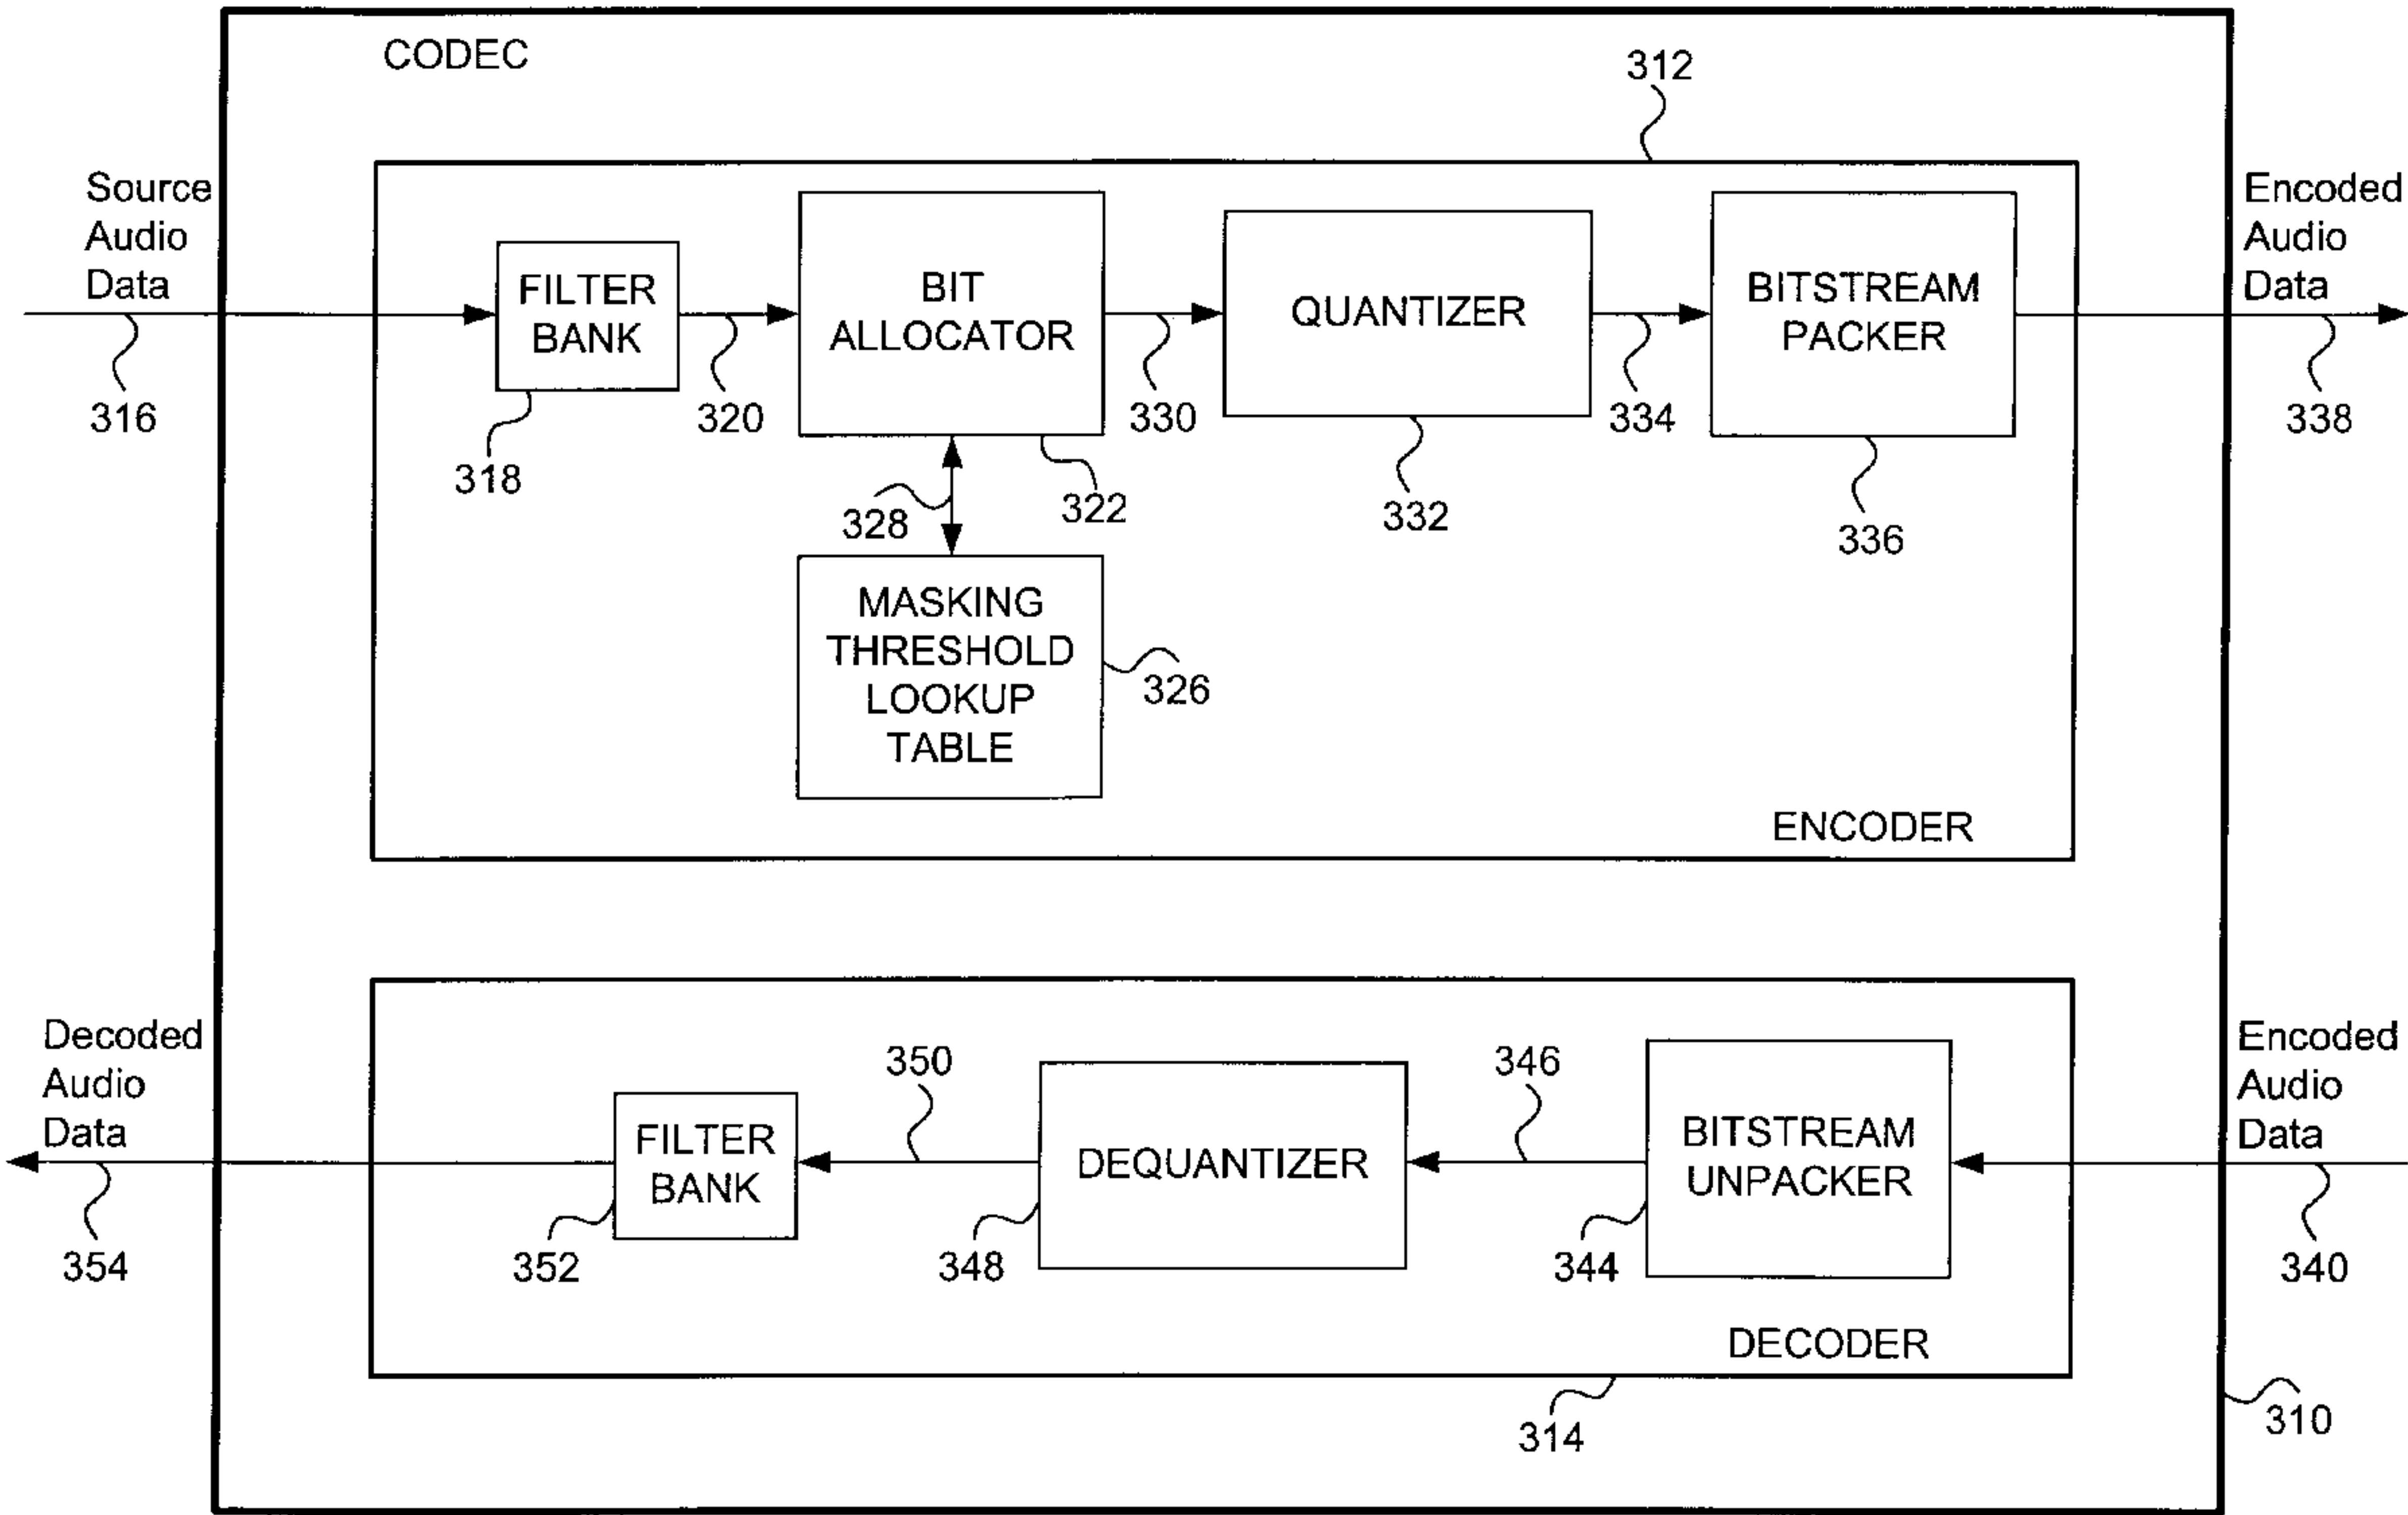 CODEC
312
Source
Audio
Data
316
FILTER
BANK
318
320
BIT
ALLOCATOR
322
328
MASKING
THRESHOLD
LOOKUP
TABLE
326
330
QUANTIZER
332
334
BITSTREAM
PACKER
336
Encoded
Audio
Data
338
ENCODER
Decoded
Audio
Data
354
FILTER
BANK
352
350
DEQUANTIZER
348
346
BITSTREAM
UNPACKER
344
Encoded
Audio
Data
340
DECODER
314
310